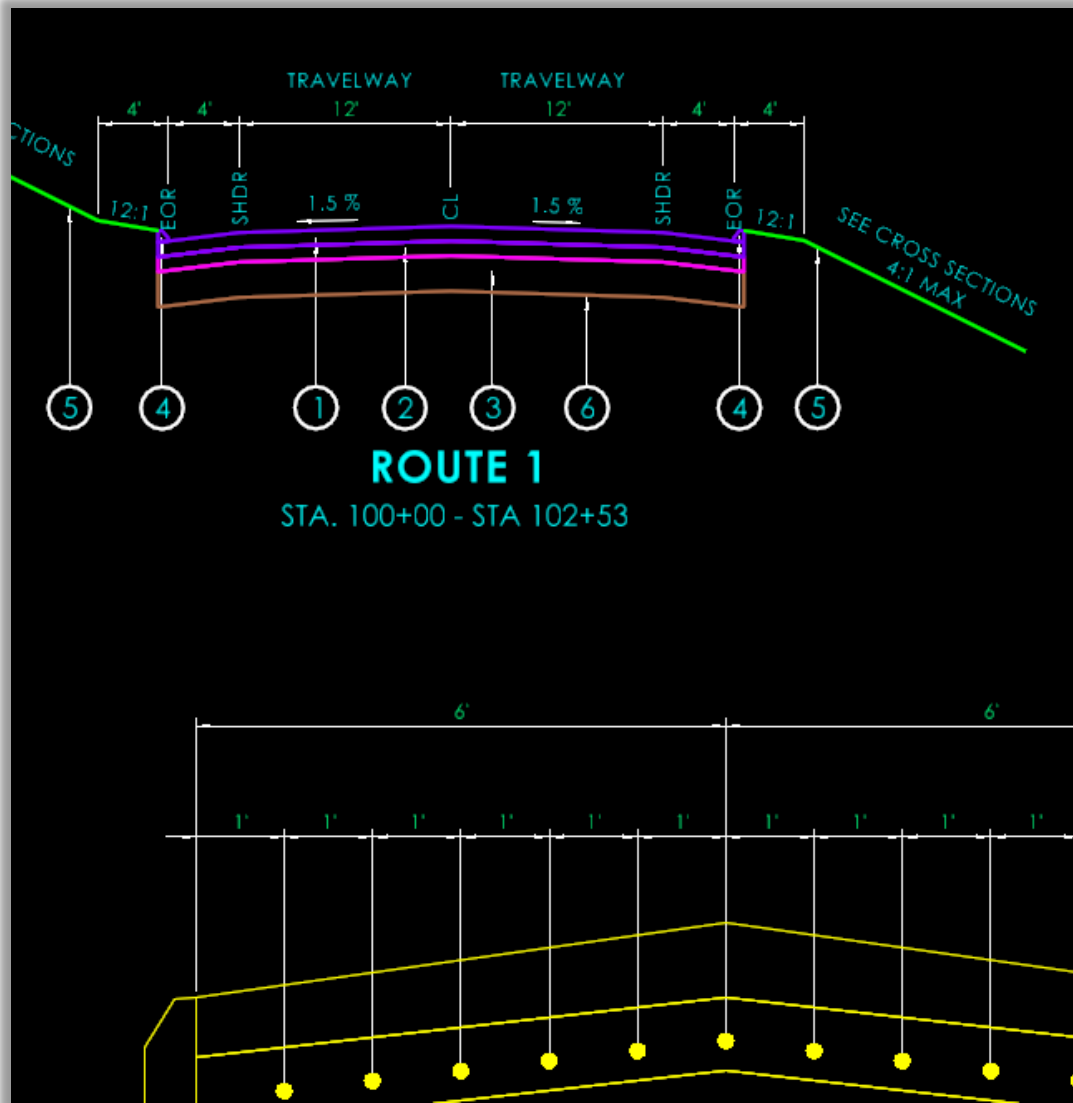 TRAVELWAY TRAVELWAY
4' 4' 12' 12' 4' 4'
CTIONS
12:1 EOR SHDR 1.5 % CL 1.5 % SHDR EOR 12:1
SEE CROSS SECTIONS
4:1 MAX
5 4 1 2 3 6 4 5
ROUTE 1
STA. 100+00 - STA 102+53
6' 6'
1' 1' 1' 1' 1' 1' 1' 1' 1' 1'